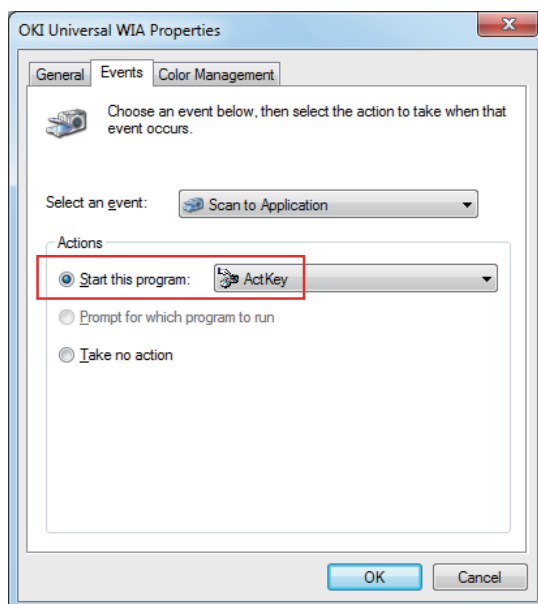 OKI Universal WIA Properties
x
General Events Color Management
Choose an event below, then select the action to take when that
event occurs.
Select an event: Scan to Application
Actions
Start this program: ActKey
Prompt for which program to run
Take no action
OK Cancel